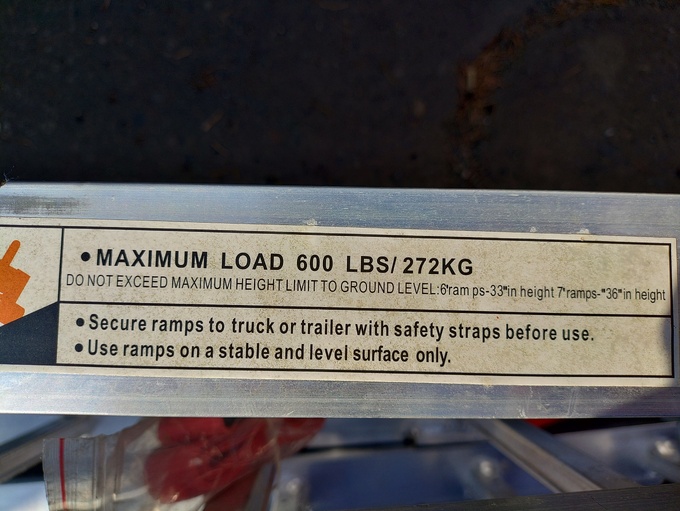 • MAXIMUM LOAD 600 LBS/272KG
DO NOT EXCEED MAXIMUM HEIGHT LIMIT TO GROUND LEVEL:6'ram ps-33"in height 7'ramps-"36"in height
• Secure ramps to truck or trailer with safety straps before use.
• Use ramps on a stable and level surface only.